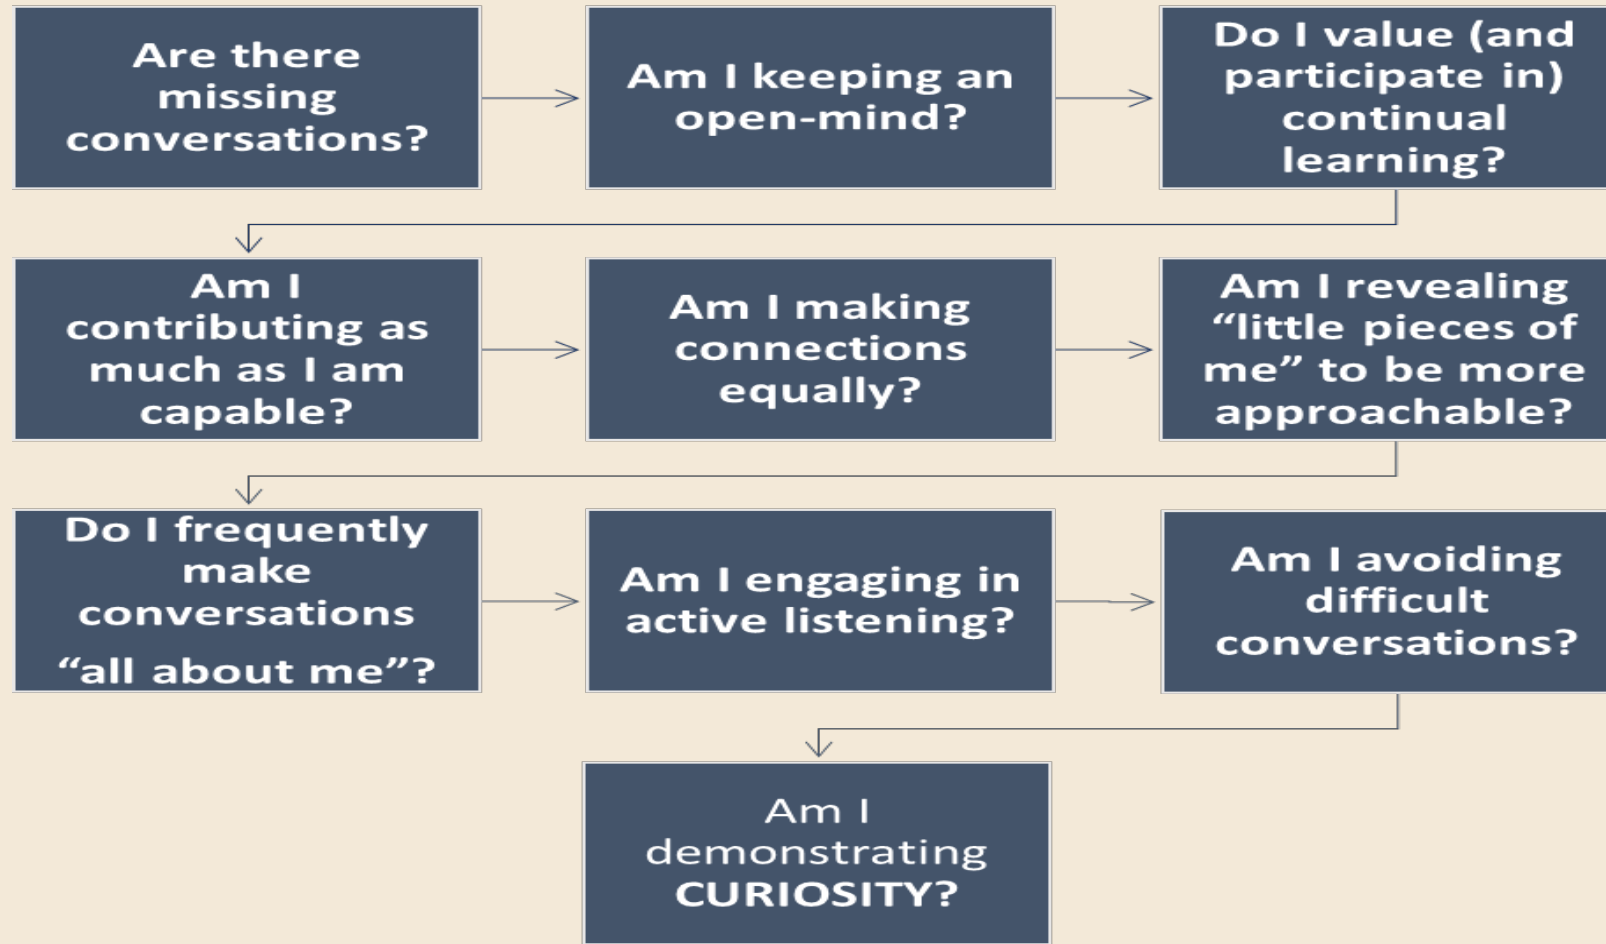 Are there
missing
conversations?
Am I keeping an
open-mind?
Do I value (and
participate in)
continual
learning?
Am I
contributing as
much as I am
capable?
Am I making
connections
equally?
Am I revealing
“little pieces of
me” to be more
approachable?
Do I frequently
make
conversations
“all about me”?
Am I engaging in
active listening?
Am I avoiding
difficult
conversations?
Am I
demonstrating
CURIOSITY?